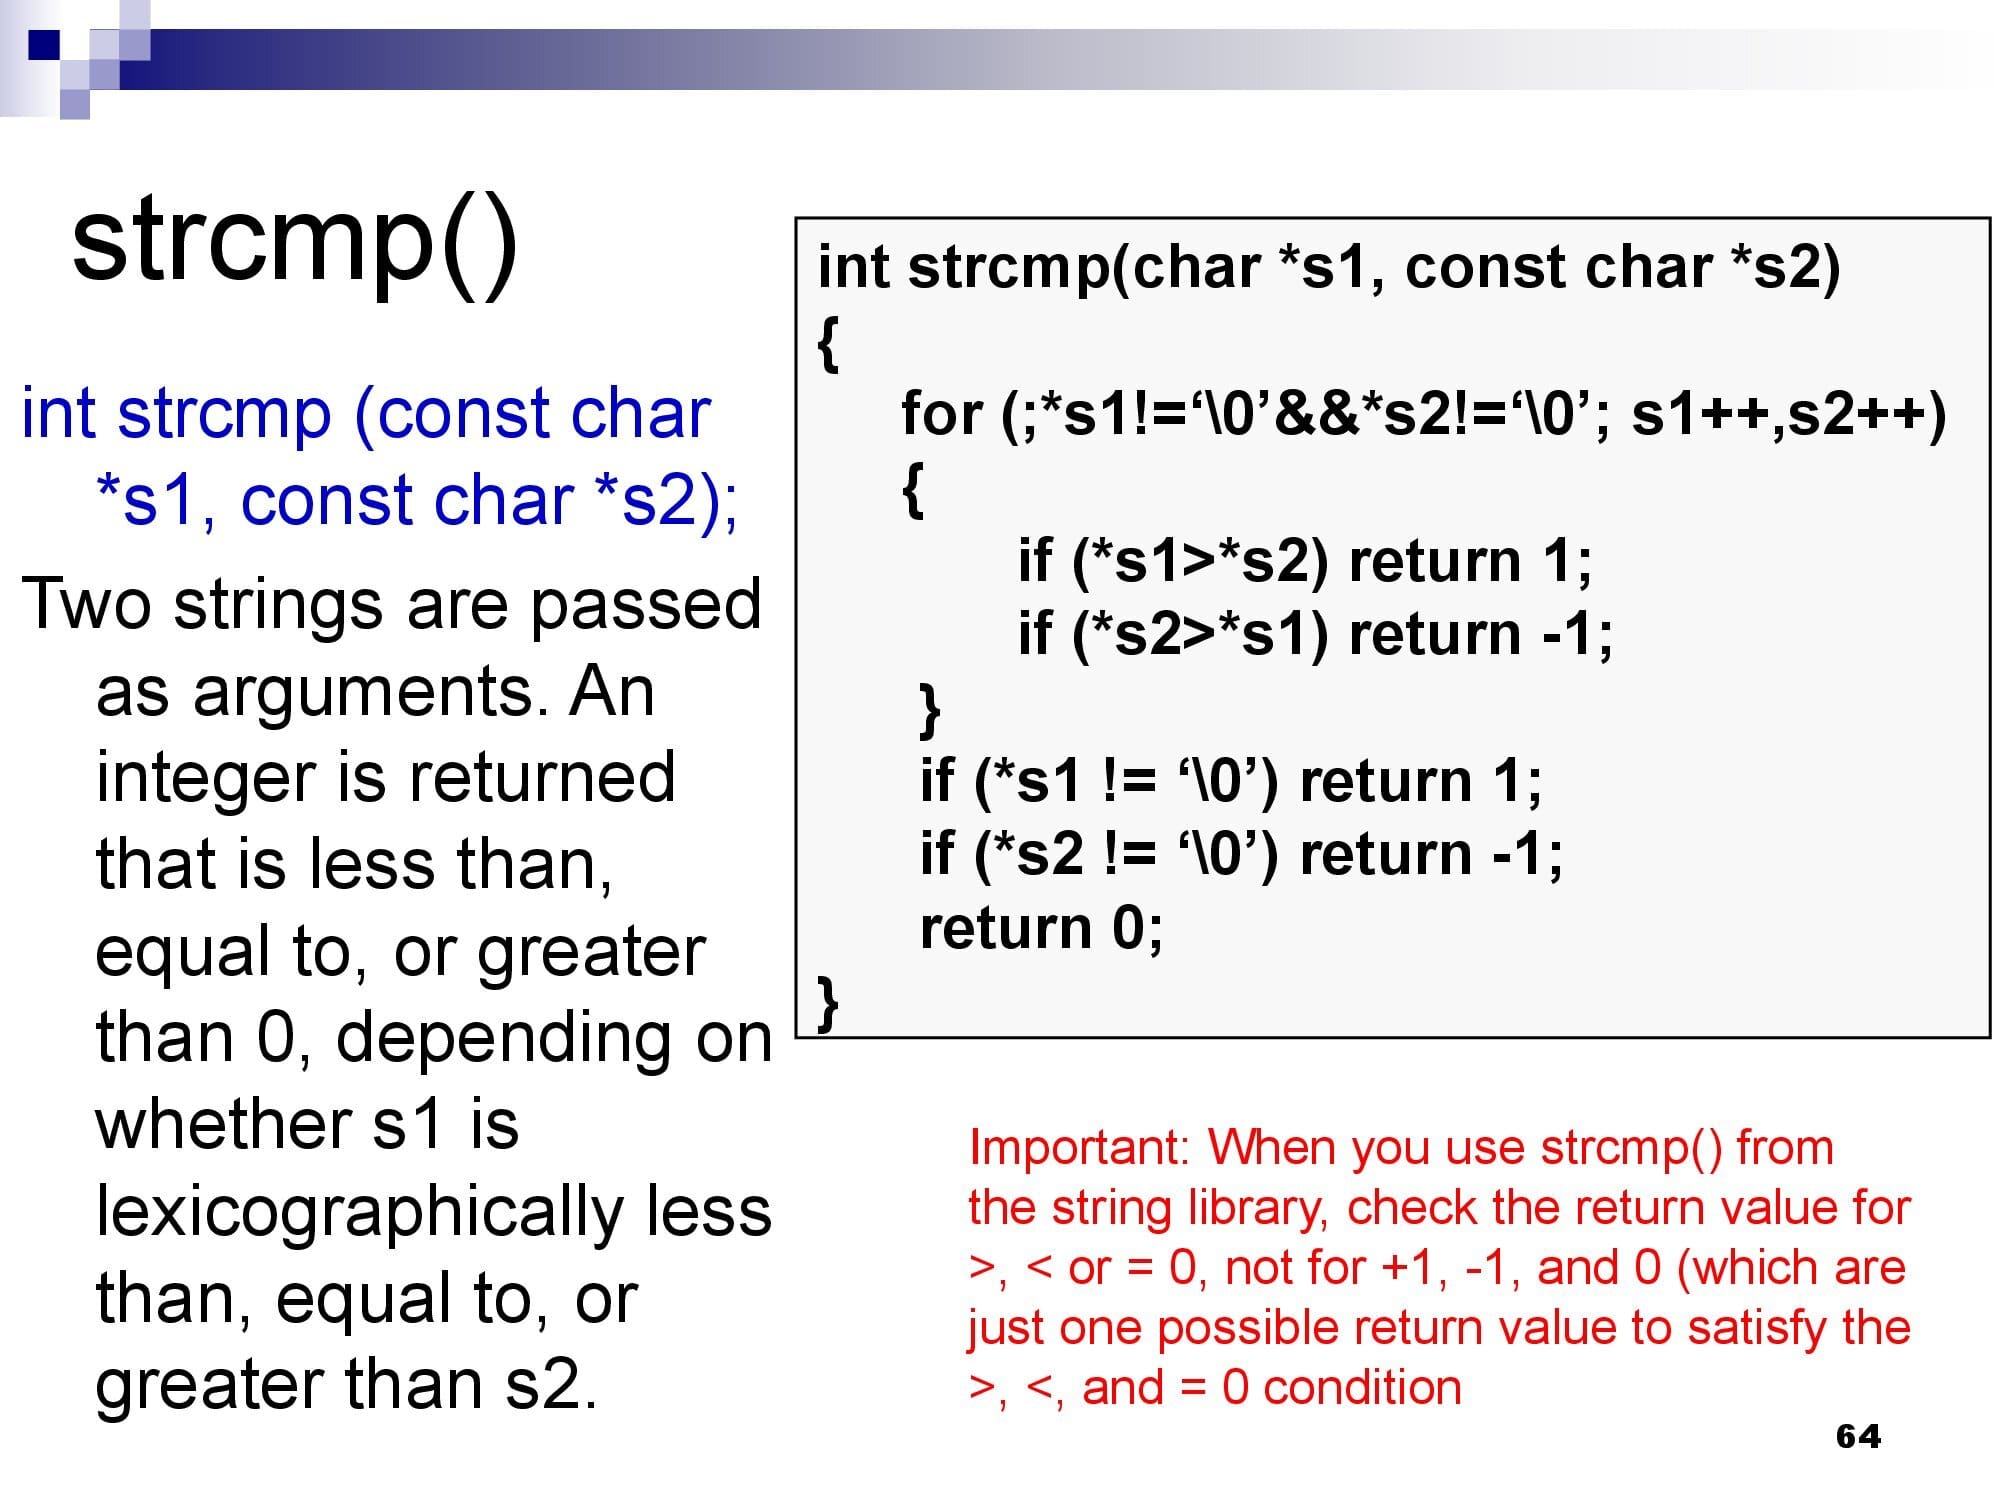 strcmp()
int strcmp (const char
*s1, const char *s2);
Two strings are passed
as arguments. An
integer is returned
that is less than,
equal to, or greater
than 0, depending on
whether s1 is
lexicographically less
than, equal to, or
greater than s2.
int strcmp(char *s1, const char *s2)
{
for (;*s1!=‘\0’&&*s2!=‘\0’; s1++,s2++)
{
if (*s1>*s2) return 1;
if (*s2>*s1) return -1;
}
if (*s1 != ‘\0’) return 1;
if (*s2 != ‘\0’) return -1;
return 0;
}
Important: When you use strcmp() from
the string library, check the return value for
>, < or = 0, not for +1, -1, and 0 (which are
just one possible return value to satisfy the
>, <, and = 0 condition
64